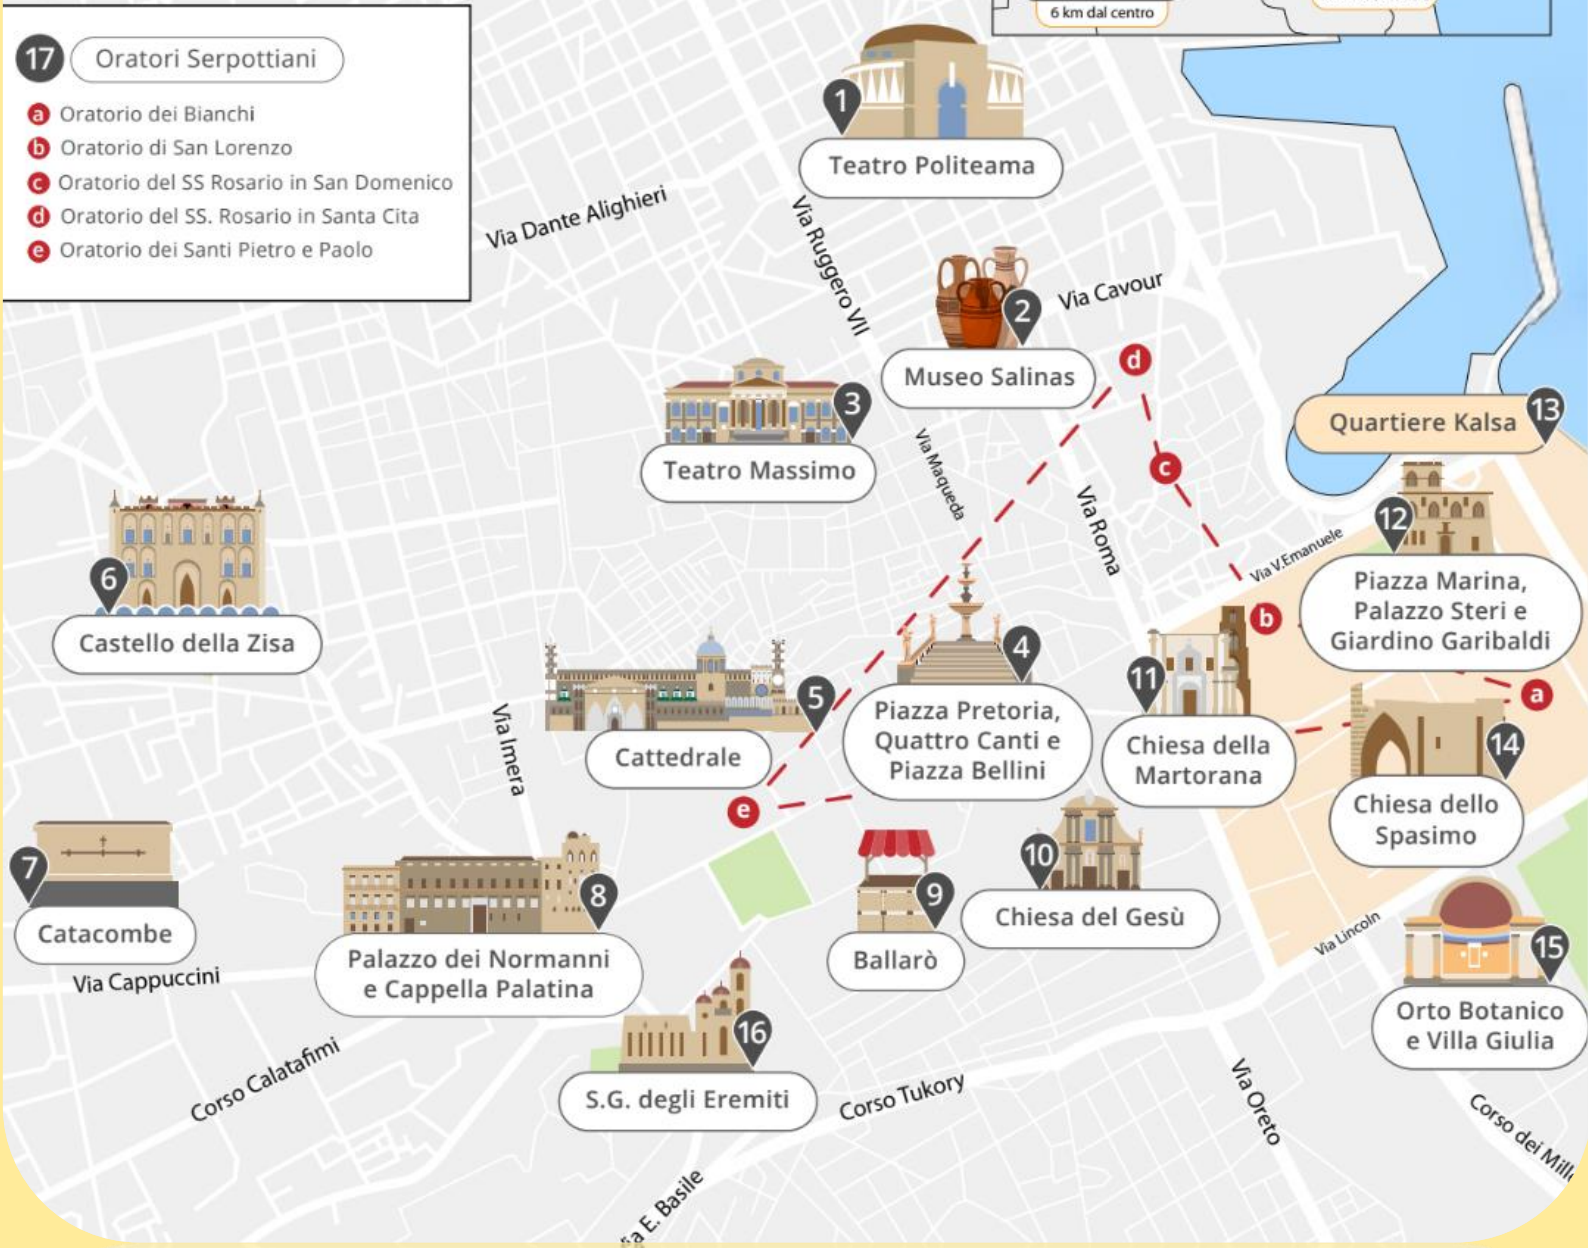 6 km dal centro
17 Oratori Serpottiani
a Oratorio dei Bianchi
b Oratorio di San Lorenzo
c Oratorio del SS Rosario in San Domenico
d Oratorio del SS. Rosario in Santa Cita
e Oratorio dei Santi Pietro e Paolo
1
Teatro Politeama
Via Dante Alighieri
Via Ruggero VII
2
Museo Salinas
Via Cavour
d
3
Teatro Massimo
Via Maqueda
c
Via Roma
13
Quartiere Kalsa
12
Piazza Marina,
Palazzo Steri e
Giardino Garibaldi
Via V.Emanuele
b
a
6
Castello della Zisa
Via Imera
5
Cattedrale
4
Piazza Pretoria,
Quattro Canti e
Piazza Bellini
11
Chiesa della
Martorana
14
Chiesa dello
Spasimo
e
7
Catacombe
Via Cappuccini
8
Palazzo dei Normanni
e Cappella Palatina
9
Ballarò
10
Chiesa del Gesù
Via Lincoln
15
Orto Botanico
e Villa Giulia
16
S.G. degli Eremiti
Corso Calatafimi
Corso Tukory
Via Oreto
Corso dei Mille
E. Basile